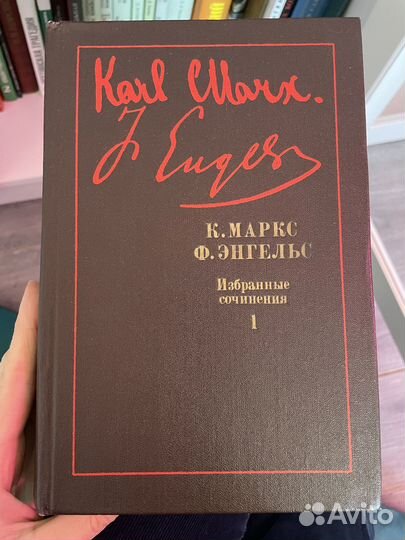 Karl Marx.
F Engels
К. МАРКС
Ф. ЭНГЕЛЬС
Избранные
сочинения
1
Avito